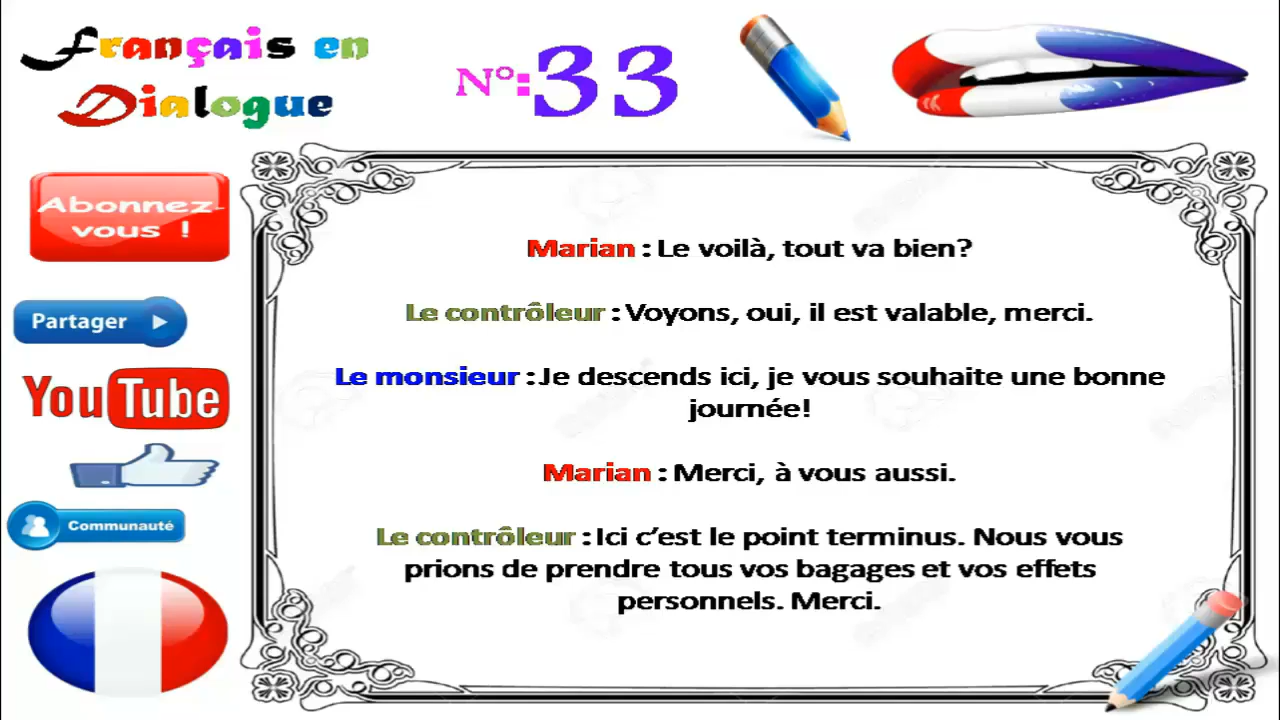 Français en
Dialogue
N°:33
Abonnez-
vous !
Partager
YouTube
Communauté
Marian : Le voilà, tout va bien?
Le contrôleur : Voyons, oui, il est valable, merci.
Le monsieur : Je descends ici, je vous souhaite une bonne
journée!
Marian : Merci, à vous aussi.
Le contrôleur : Ici c’est le point terminus. Nous vous
prions de prendre tous vos bagages et vos effets
personnels. Merci.